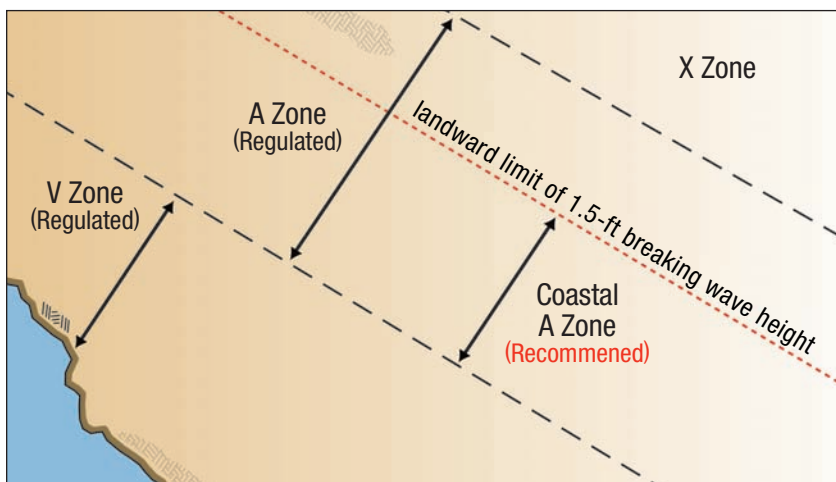 X Zone
A Zone
(Regulated)
landward limit of 1.5-ft breaking wave height
V Zone
(Regulated)
Coastal
A Zone
(Recommened)